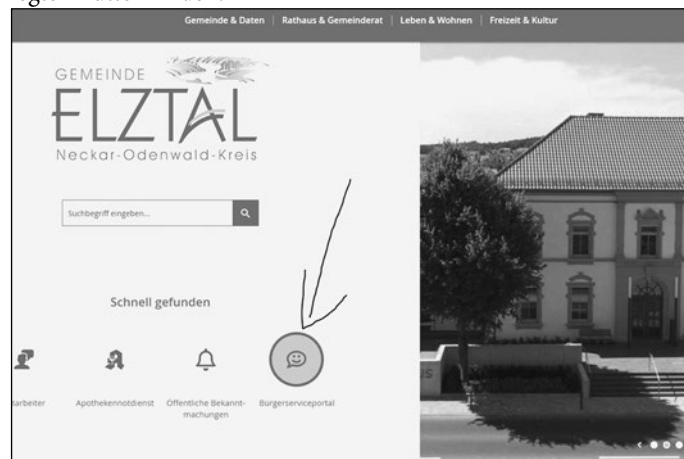 Gemeinde & Daten | Rathaus & Gemeinderat | Leben & Wohnen | Freizeit & Kultur
GEMEINDE
ELZTAL
Neckar-Odenwald-Kreis
Suchbegriff eingeben...
Schnell gefunden
Apothekennotdienst
Öffentliche Bekannt-
machungen
Bürgerserviceportal